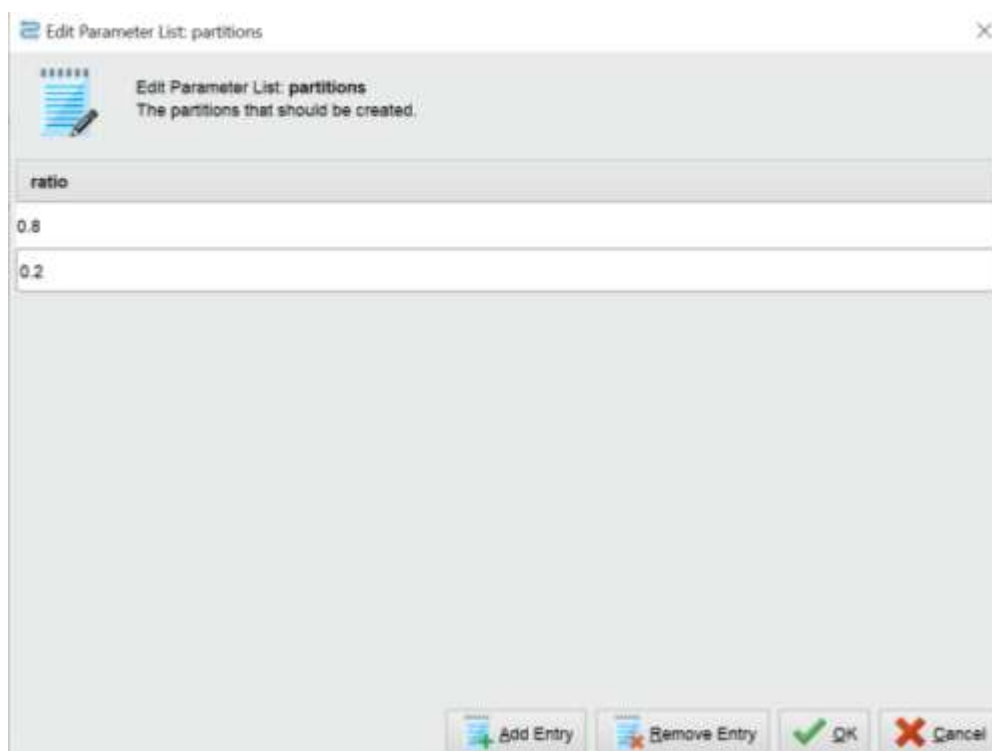 Edit Parameter List: partitions
Edit Parameter List: partitions
The partitions that should be created.
ratio
0.8
0.2
Add Entry
Remove Entry
OK
Cancel